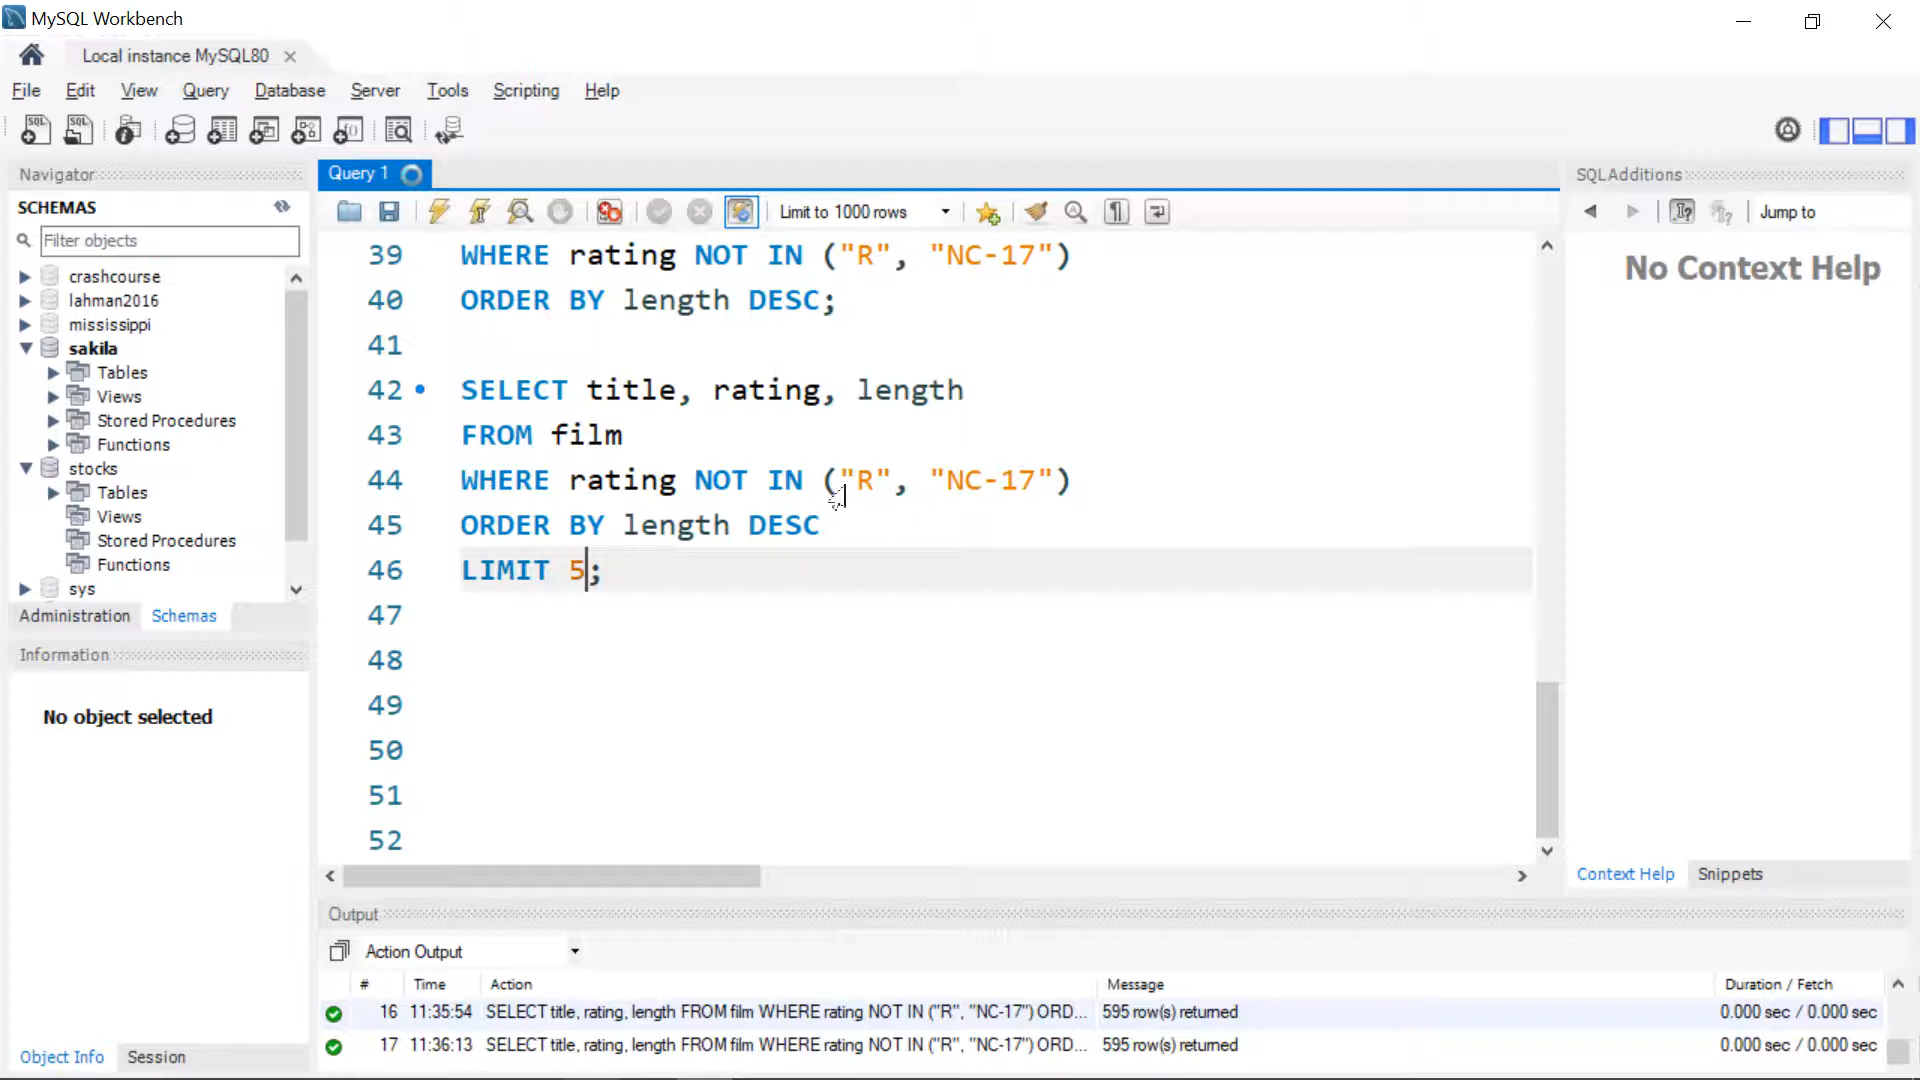 MySQL Workbench
Local instance MySQL80
File Edit View Query Database Server Tools Scripting Help
Navigator
SCHEMAS
Filter objects
crashcourse
lahman2016
mississippi
sakila
Tables
Views
Stored Procedures
Functions
stocks
Tables
Views
Stored Procedures
Functions
sys
Administration Schemas
Information
No object selected
Object Info Session
Query 1
Limit to 1000 rows
39 WHERE rating NOT IN ("R", "NC-17")
40 ORDER BY length DESC;
41
42 SELECT title, rating, length
43 FROM film
44 WHERE rating NOT IN ("R", "NC-17")
45 ORDER BY length DESC
46 LIMIT 5;
47
48
49
50
51
52
SQLAdditions
Jump to
No Context Help
Context Help Snippets
Output
Action Output
# Time Action Message Duration / Fetch
16 11:35:54 SELECT title, rating, length FROM film WHERE rating NOT IN ("R", "NC-17") ORD... 595 row(s) returned 0.000 sec / 0.000 sec
17 11:36:13 SELECT title, rating, length FROM film WHERE rating NOT IN ("R", "NC-17") ORD... 595 row(s) returned 0.000 sec / 0.000 sec